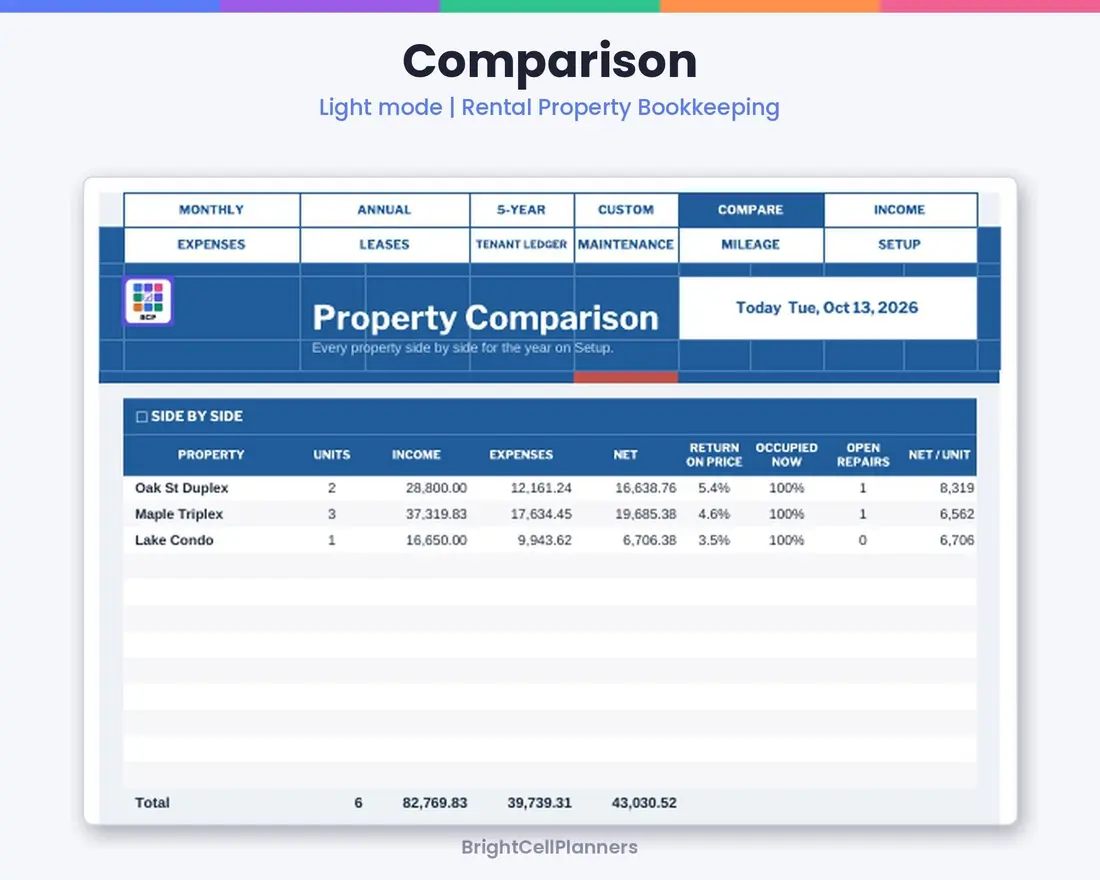 Comparison
Light mode | Rental Property Bookkeeping
MONTHLY ANNUAL 5-YEAR CUSTOM COMPARE INCOME
EXPENSES LEASES TENANT LEDGER MAINTENANCE MILEAGE SETUP
BCP
Property Comparison
Today Tue, Oct 13, 2026
Every property side by side for the year on Setup.
SIDE BY SIDE
PROPERTY UNITS INCOME EXPENSES NET RETURN ON PRICE OCCUPIED NOW OPEN REPAIRS NET / UNIT
Oak St Duplex 2 28,800.00 12,161.24 16,638.76 5.4% 100% 1 8,319
Maple Triplex 3 37,319.83 17,634.45 19,685.38 4.6% 100% 1 6,562
Lake Condo 1 16,650.00 9,943.62 6,706.38 3.5% 100% 0 6,706
Total 6 82,769.83 39,739.31 43,030.52
BrightCellPlanners